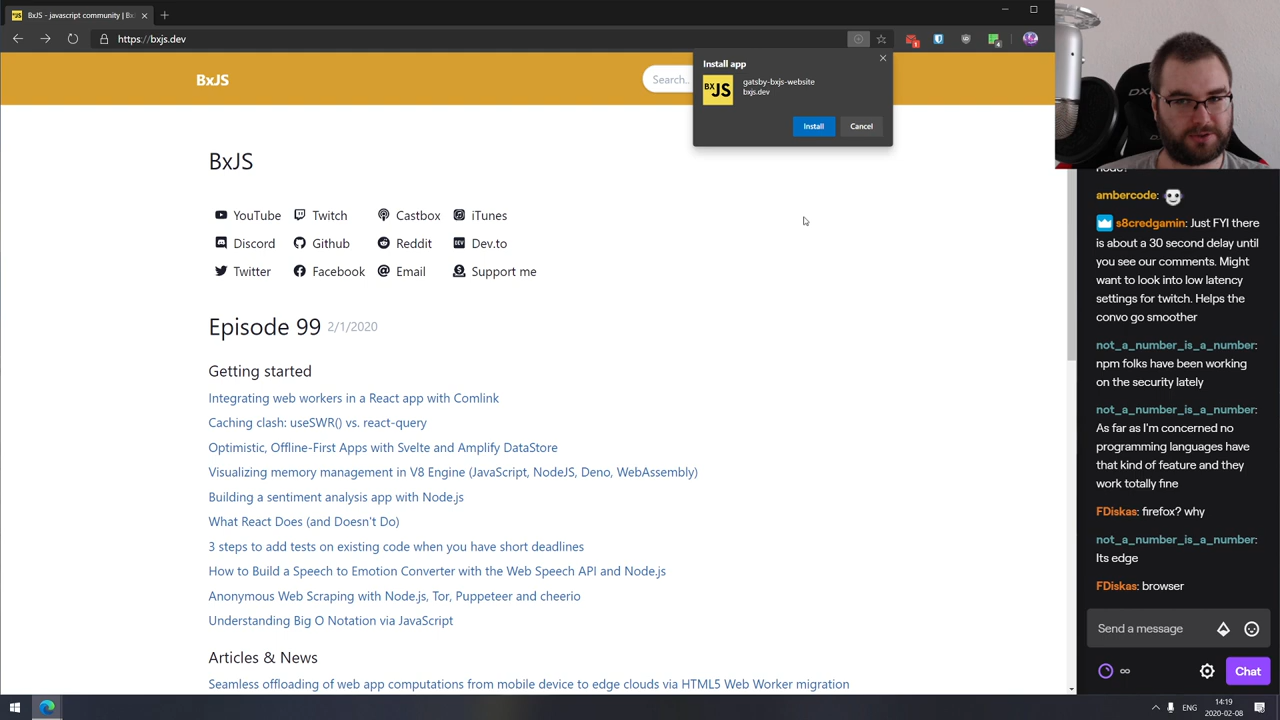 BxJS - javascript community | Bx
https://bxjs.dev
1
4
BxJS
Search..
Install app
BX JS
gatsby-bxjs-website
bxjs.dev
Install
Cancel
BxJS
YouTube
Twitch
Castbox
iTunes
Discord
Github
Reddit
Dev.to
Twitter
Facebook
Email
Support me
Episode 99 2/1/2020
Getting started
Integrating web workers in a React app with Comlink
Caching clash: useSWR() vs. react-query
Optimistic, Offline-First Apps with Svelte and Amplify DataStore
Visualizing memory management in V8 Engine (JavaScript, NodeJS, Deno, WebAssembly)
Building a sentiment analysis app with Node.js
What React Does (and Doesn't Do)
3 steps to add tests on existing code when you have short deadlines
How to Build a Speech to Emotion Converter with the Web Speech API and Node.js
Anonymous Web Scraping with Node.js, Tor, Puppeteer and cheerio
Understanding Big O Notation via JavaScript
Articles & News
Seamless offloading of web app computations from mobile device to edge clouds via HTML5 Web Worker migration
node?
ambercode:
s8credgamin: Just FYI there
is about a 30 second delay until
you see our comments. Might
want to look into low latency
settings for twitch. Helps the
convo go smoother
not_a_number_is_a_number:
npm folks have been working
on the security lately
not_a_number_is_a_number:
As far as I'm concerned no
programming languages have
that kind of feature and they
work totally fine
FDiskas: firefox? why
not_a_number_is_a_number:
Its edge
FDiskas: browser
Send a message
∞
Chat
ENG
14:19
2020-02-08